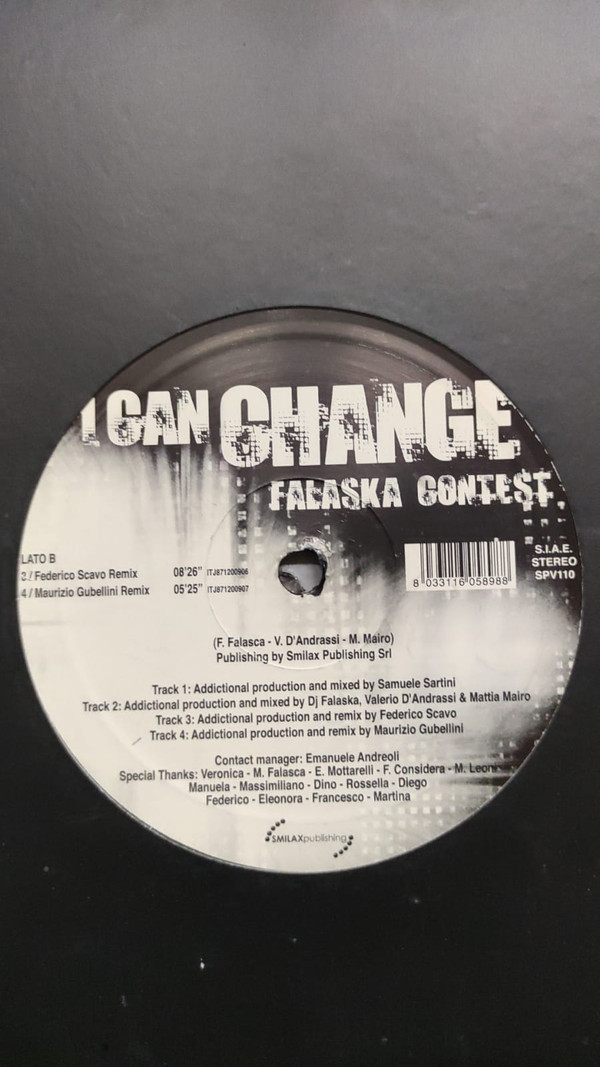 I CAN CHANGE
FALASKA CONTEST
LATO B
3 / Federico Scavo Remix 08'26" ITJ871200906
4 / Maurizio Gubellini Remix 05'25" ITJ871200907
8 033116 058988
S.I.A.E.
STEREO
SPV110
(F. Falasca - V. D'Andrassi - M. Mairo)
Publishing by Smilax Publishing Srl
Track 1: Addictional production and mixed by Samuele Sartini
Track 2: Addictional production and mixed by Dj Falaska, Valerio D'Andrassi & Mattia Mairo
Track 3: Addictional production and remix by Federico Scavo
Track 4: Addictional production and remix by Maurizio Gubellini
Contact manager: Emanuele Andreoli
Special Thanks: Veronica - M. Falasca - E. Mottarelli - F. Considera - M. Leoni -
Manuela - Massimiliano - Dino - Rossella - Diego
Federico - Eleonora - Francesco - Martina
SMILAXpublishing